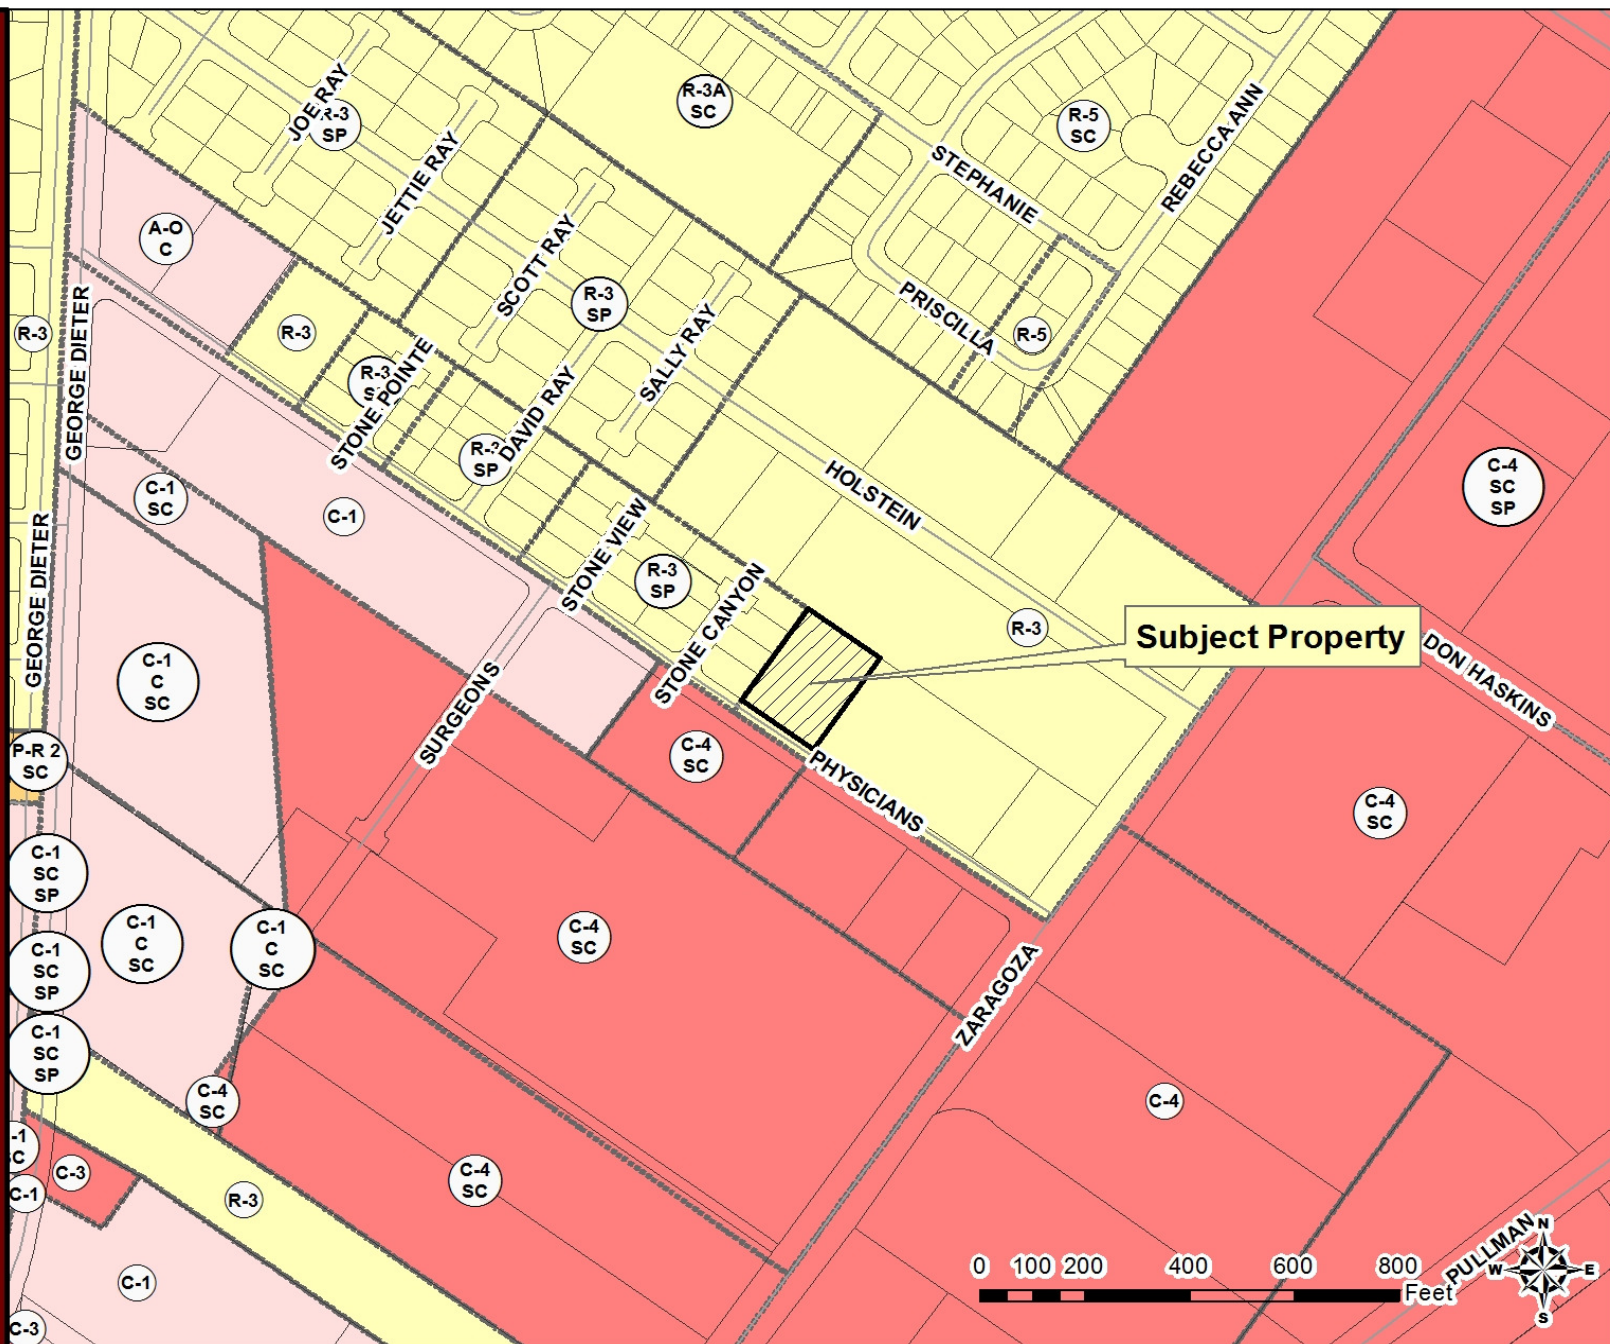 R-3A
SC
R-5
SC
JOE RAY
R-3
SP
REBECCA ANN
JETTIE RAY
STEPHANIE
A-O
C
SCOTT RAY
R-3
SP
PRISCILLA
R-5
R-3
GEORGE DIETER
R-3
SALLY RAY
R-3
STONE POINTE
DAVID RAY
SP
HOLSTEIN
C-4
SC
SP
C-1
SC
C-1
GEORGE DIETER
STONE VIEW
R-3
SP
STONE CANYON
R-3
Subject Property
DON HASKINS
C-1
C
SC
SURGEONS
P-R 2
SC
C-4
SC
PHYSICIANS
C-4
SC
C-1
SC
SP
C-1
C
SC
C-1
C
SC
C-4
SC
C-1
SC
SP
ZARAGOZA
C-1
SC
SP
C-4
SC
C-4
-1
SC
C-3
C-1
R-3
C-4
SC
PULLMAN
N
W
E
S
0 100 200 400 600 800
Feet
C-1
C-3